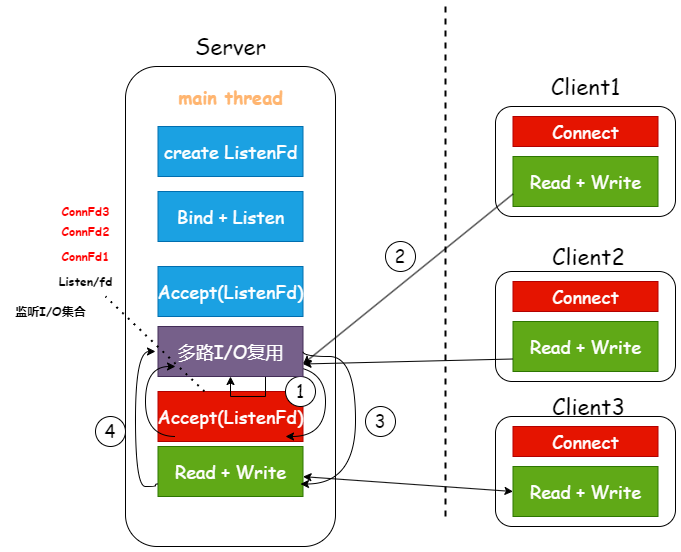 Server
main thread
create ListenFd
Bind + Listen
ConnFd3
ConnFd2
ConnFd1
Listen/fd
监听I/O集合
Accept(ListenFd)
多路I/O复用
Accept(ListenFd)
Read + Write
1
2
3
4
Client1
Connect
Read + Write
Client2
Connect
Read + Write
Client3
Connect
Read + Write